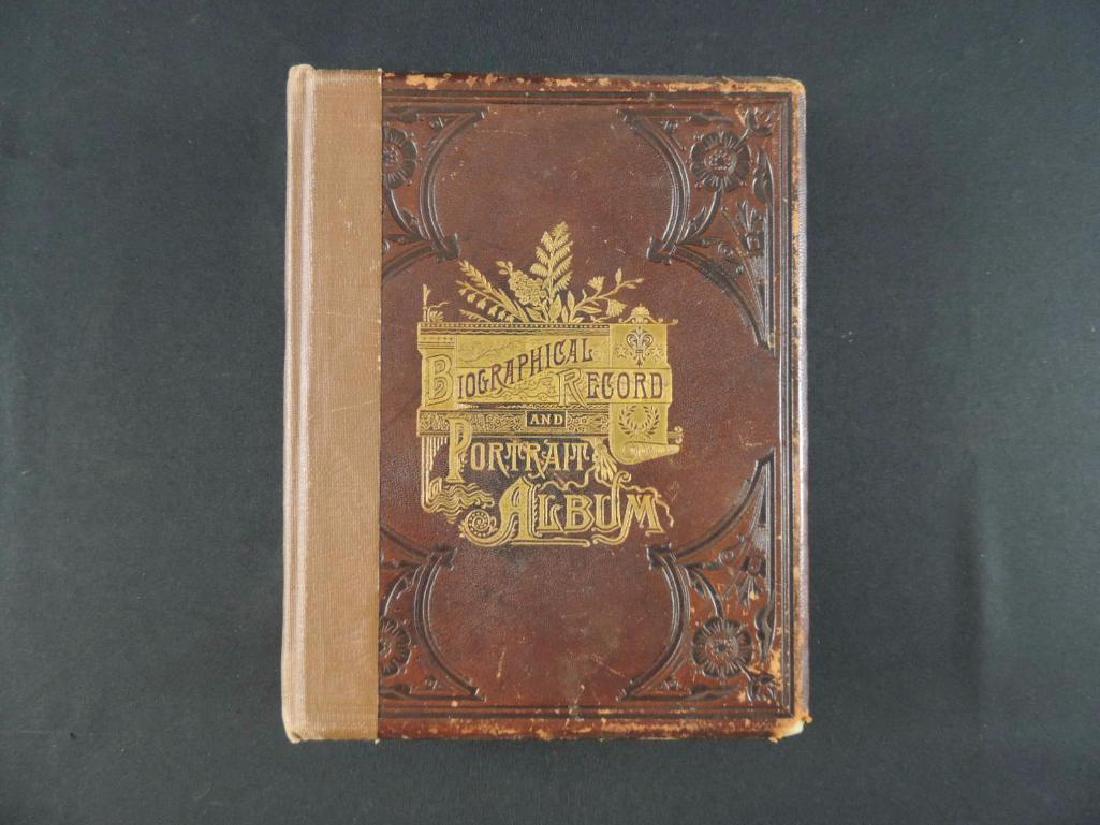 BIOGRAPHICAL
RECORD
AND
PORTRAIT
ALBUM